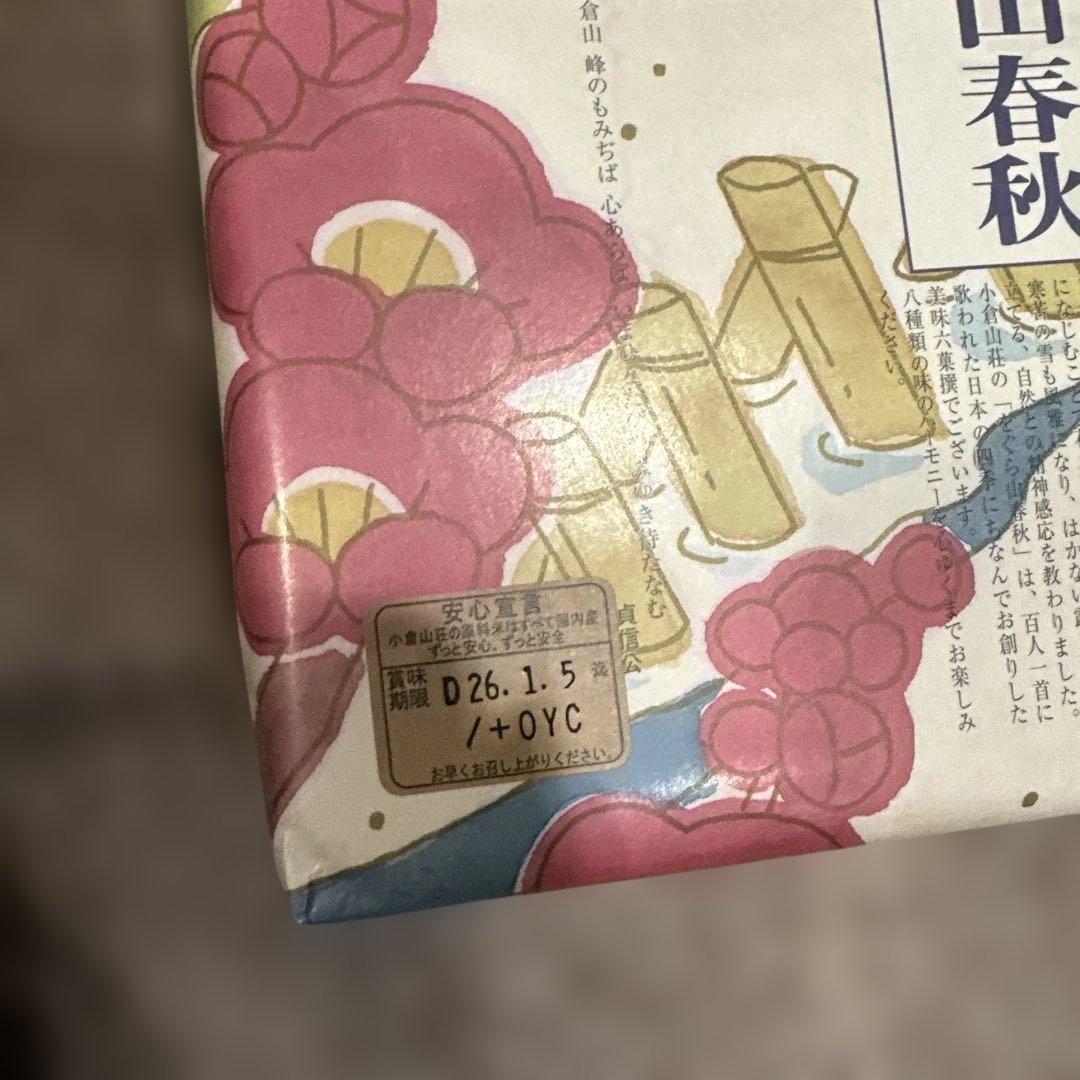 山春秋
になじむこと
寒苦の雪も風雅になり、はかない
立てる、自然との精神感応を教わりました。
小倉山荘の「をぐら山春秋」は、百人一首に
歌われた日本の四季にちなんでお創りした
美味六菓撰でございます。
八種類の味のハーモニーを心ゆくまでお楽しみ
ください。
倉山 峰のもみぢば 心あらば
みゆき待たなむ
貞信公
安心宣言
小倉山荘の原料米はすべて国内産
ずっと安心、ずっと安全
賞味期限 D26.1.5 迄
/+OYC
お早くお召し上がりください。